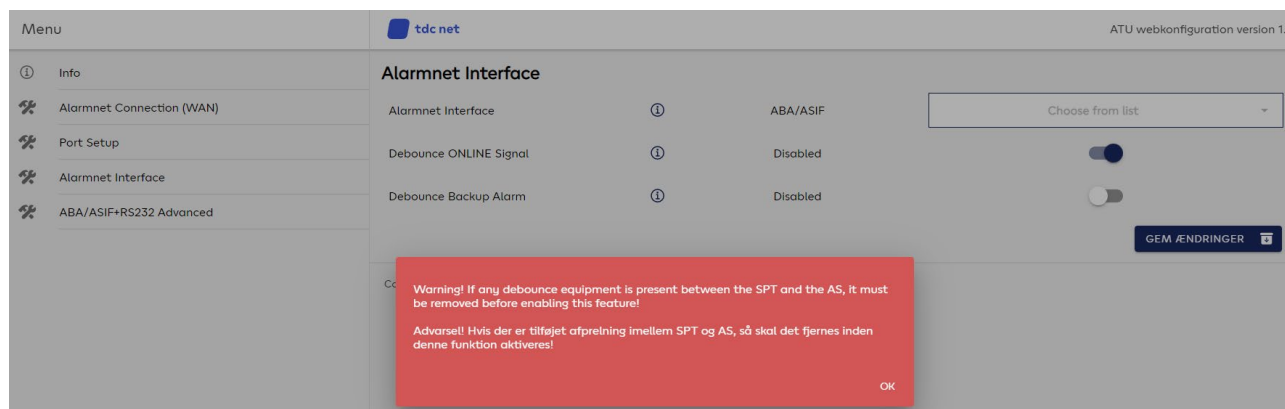 Menu
tdc net
ATU webkonfiguration version 1.
Info
Alarmnet Connection (WAN)
Port Setup
Alarmnet Interface
ABA/ASIF+RS232 Advanced
Alarmnet Interface
Alarmnet Interface
ABA/ASIF
Choose from list
Debounce ONLINE Signal
Disabled
Debounce Backup Alarm
Disabled
GEM ÆNDRINGER
Warning! If any debounce equipment is present between the SPT and the AS, it must
be removed before enabling this feature!
Advarsel! Hvis der er tilføjet afprelning imellem SPT og AS, så skal det fjernes inden
denne funktion aktiveres!
OK